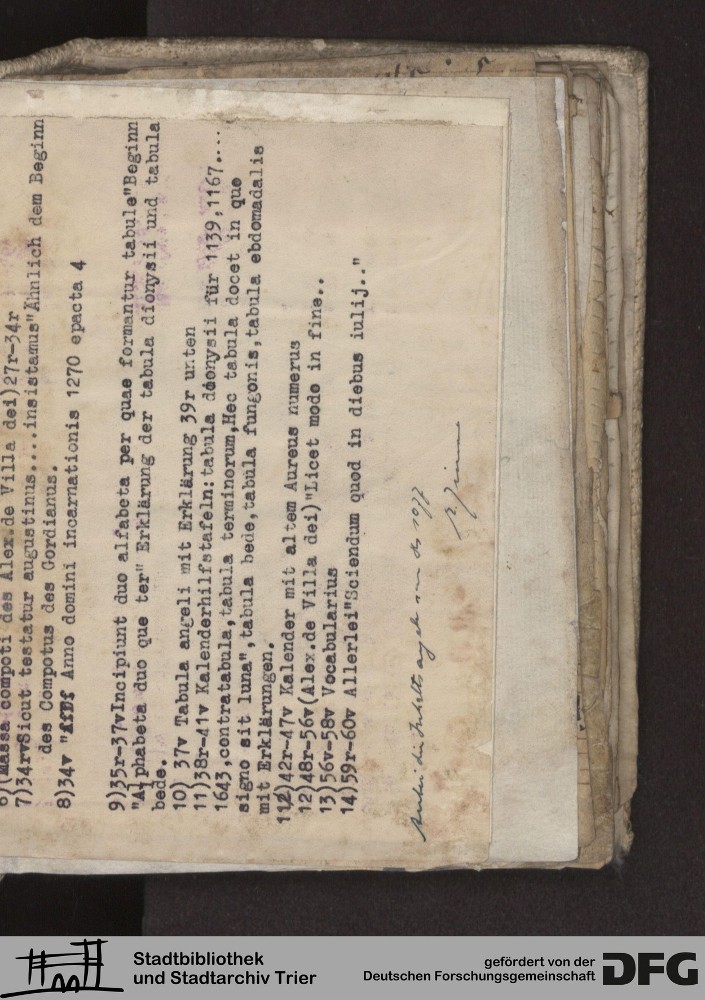 6)(Massa compoti des Alex.de Villa dei)27r-34r
7)34rvSicut testatur augustinus....insistamus"Ähnlich dem Beginn
des Compotus des Gordianus.
8)34v " Anno domini incarnationis 1270 epacta 4
9)35r-37vIncipiunt duo alfabeta per quae formantur tabule"Beginn
"Alphabeta duo que ter" Erklärung der tabula dionysii und tabula
bede.
10) 37v Tabula angeli mit Erklärung 39r unten
11)38r-41v Kalenderhilfstafeln:tabula dionysii für 1139,1167....
1643,contratabula,tabula terminorum,Hec tabula docet in quo
signo sit luna",tabula bede,tabula fungonis,tabula ebdomadalis
mit Erklärungen.
112)42r-47v Kalender mit altem Aureus numerus
12)48r-56v(Alex.de Villa dei)"Licet modo in fine..
13)56v-58v Vocabularius
14)59r-60v Allerlei"Sciendum quod in diebus iulij.."
Stadtbibliothek
und Stadtarchiv Trier
gefördert von der
Deutschen Forschungsgemeinschaft
DFG